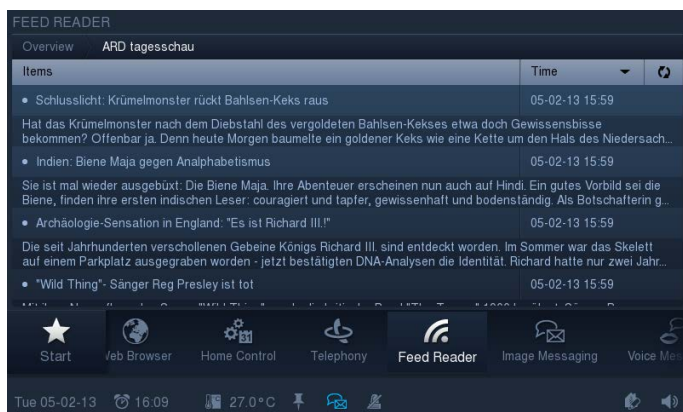 FEED READER
Overview ARD tagesschau
Items Time
Schlusslicht: Krümelmonster rückt Bahlsen-Keks raus 05-02-13 15:59
Hat das Krümelmonster nach dem Diebstahl des vergoldeten Bahlsen-Kekses etwa doch Gewissensbisse
bekommen? Offenbar ja. Denn heute Morgen baumelte ein goldener Keks wie eine Kette um den Hals des Niedersach...
Indien: Biene Maja gegen Analphabetismus 05-02-13 15:59
Sie ist mal wieder ausgebüxt: Die Biene Maja. Ihre Abenteuer erscheinen nun auch auf Hindi. Ein gutes Vorbild sei die
Biene, finden ihre ersten indischen Leser: couragiert und tapfer, gewissenhaft und bodenständig. Als Botschafterin g...
Archäologie-Sensation in England: "Es ist Richard III.!" 05-02-13 15:59
Die seit Jahrhunderten verschollenen Gebeine Königs Richard III. sind entdeckt worden. Im Sommer war das Skelett
auf einem Parkplatz ausgegraben worden - jetzt bestätigten DNA-Analysen die Identität. Richard hatte nur zwei Jahr...
"Wild Thing"- Sänger Reg Presley ist tot 05-02-13 15:59
Start Web Browser Home Control Telephony Feed Reader Image Messaging Voice Mes
31
Tue 05-02-13 16:09 27.0°C